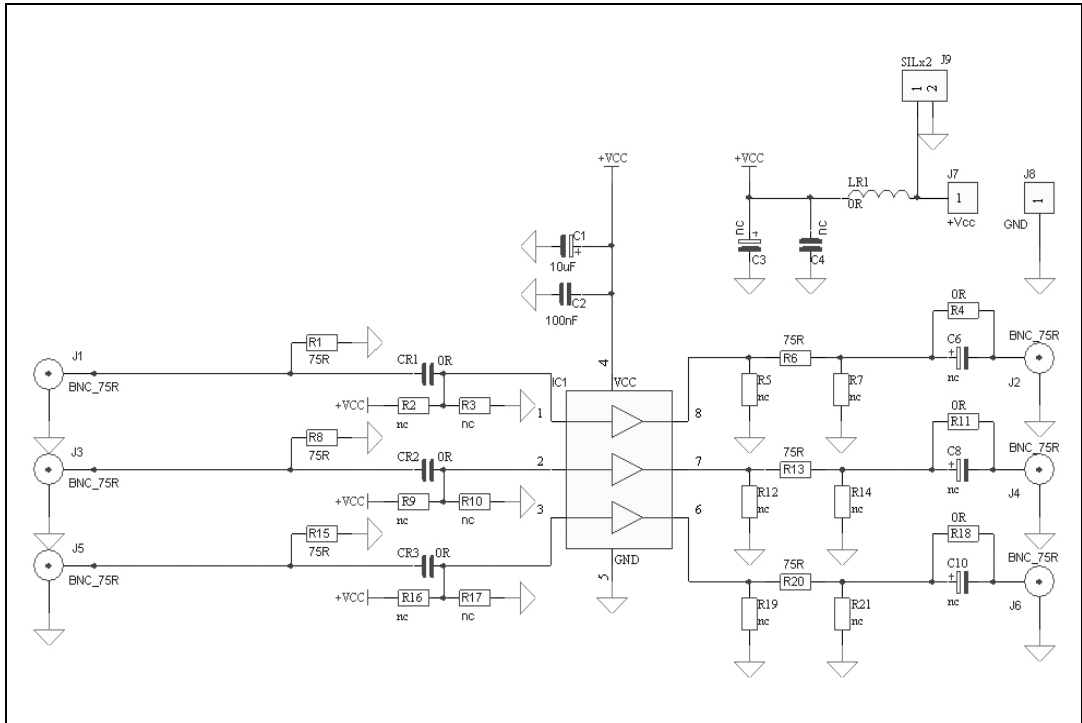 SILx2 J9
1 2
+VCC
+VCC
LR1
0R
J7
1
+Vcc
J8
1
GND
nc
+
C3
nc
C4
C1
+
10uF
C2
100nF
4
VCC
IC1
1
2
3
8
7
6
GND
5
J1
BNC_75R
R1
75R
CR1 0R
+VCC R2 R3
nc nc
J3
BNC_75R
R8
75R
CR2 0R
+VCC R9 R10
nc nc
J5
BNC_75R
R15
75R
CR3 0R
+VCC R16 R17
nc nc
75R
R6
R5
nc
R7
nc
0R
R4
C6
+
nc
BNC_75R
J2
75R
R13
R12
nc
R14
nc
0R
R11
C8
+
nc
BNC_75R
J4
75R
R20
R19
nc
R21
nc
0R
R18
C10
+
nc
BNC_75R
J6